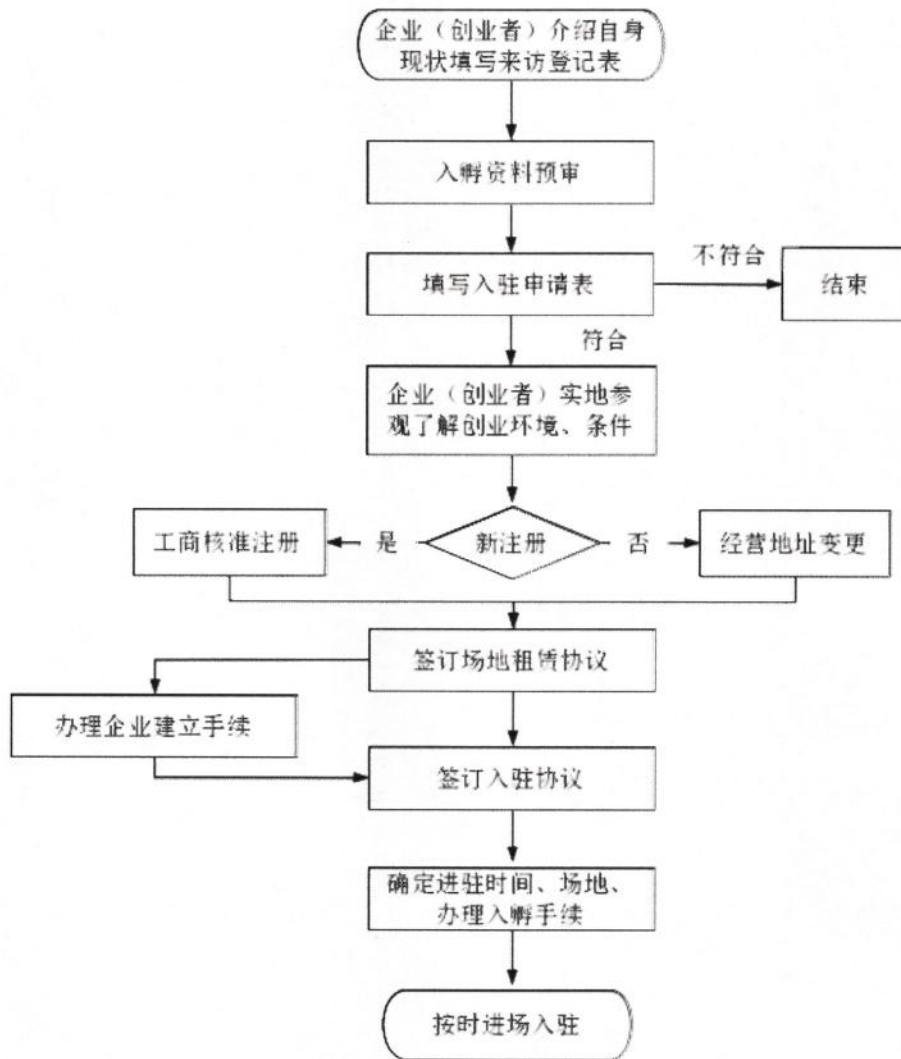 企业（创业者）介绍自身
现状填写来访登记表
入孵资料预审
填写入驻申请表
不符合
结束
符合
企业（创业者）实地参
观了解创业环境、条件
工商核准注册
是
新注册
否
经营地址变更
签订场地租赁协议
办理企业建立手续
签订入驻协议
确定进驻时间、场地、
办理入孵手续
按时进场入驻